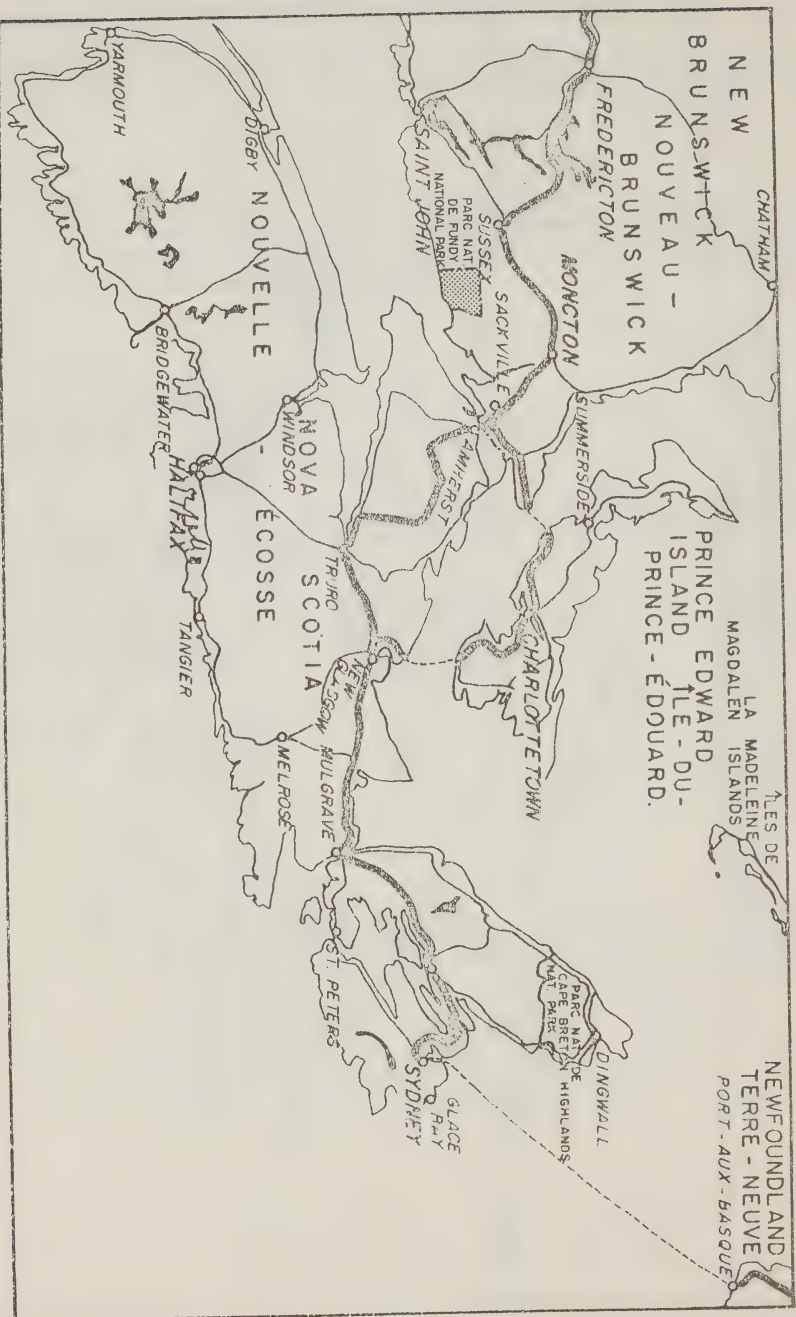 NEW
BRUNSWICK
NOUVEAU -
BRUNSWICK
CHATHAM
FREDERICTON
MONCTON
SUSSEX
SACKVILLE
SAINT JOHN
PARC NAT.
DE FUNDY
NATIONAL PARK
SUMMERSIDE
AMHERST
CHARLOTTETOWN
PRINCE EDWARD
ISLAND ÎLE-DU-
PRINCE-ÉDOUARD.
ÎLES DE
LA MADELEINE
MAGDALEN ISLANDS
NEWFOUNDLAND
TERRE-NEUVE
PORT-AUX-BASQUE
DINGWALL
PARC NAT. DE
CAPE BRETON HIGHLANDS
NAT. PARK
GLACE
BAY
SYDNEY
ST. PETERS
MULGRAVE
MELROSE
NEW
GLASGOW
TRURO
NOVA
SCOTIA
NOUVELLE
- ÉCOSSE
WINDSOR
HALIFAX
TANGIER
BRIDGEWATER
DIGBY
YARMOUTH